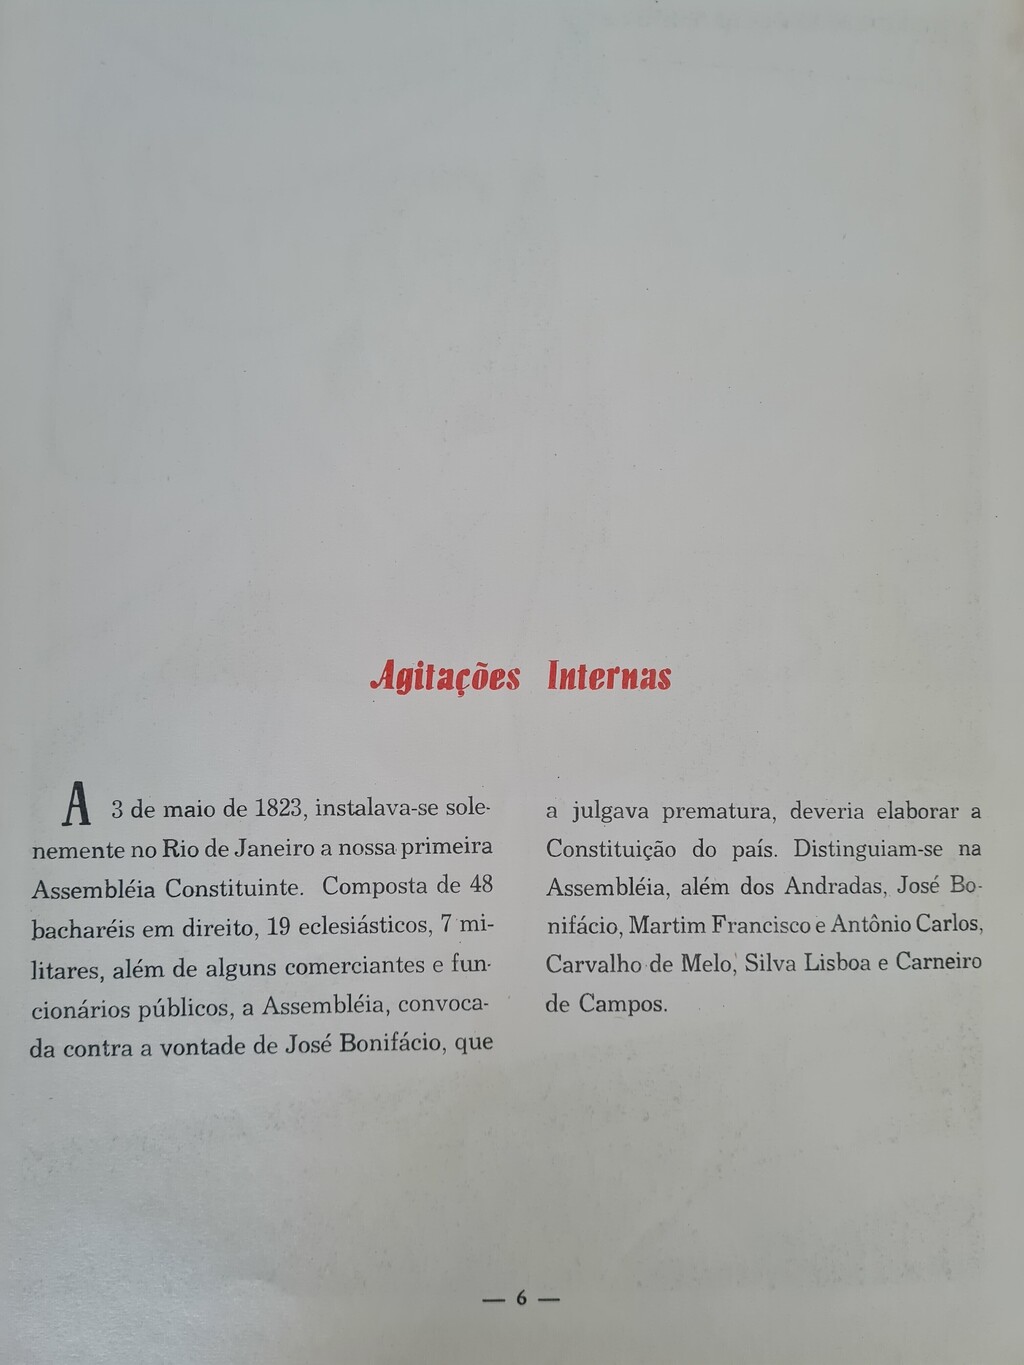 Agitações Internas
A 3 de maio de 1823, instalava-se sole-
nemente no Rio de Janeiro a nossa primeira
Assembléia Constituinte. Composta de 48
bacharéis em direito, 19 eclesiásticos, 7 mi-
litares, além de alguns comerciantes e fun-
cionários públicos, a Assembléia, convoca-
da contra a vontade de José Bonifácio, que
a julgava prematura, deveria elaborar a
Constituição do país. Distinguiam-se na
Assembléia, além dos Andradas, José Bo-
nifácio, Martim Francisco e Antônio Carlos,
Carvalho de Melo, Silva Lisboa e Carneiro
de Campos.
— 6 —